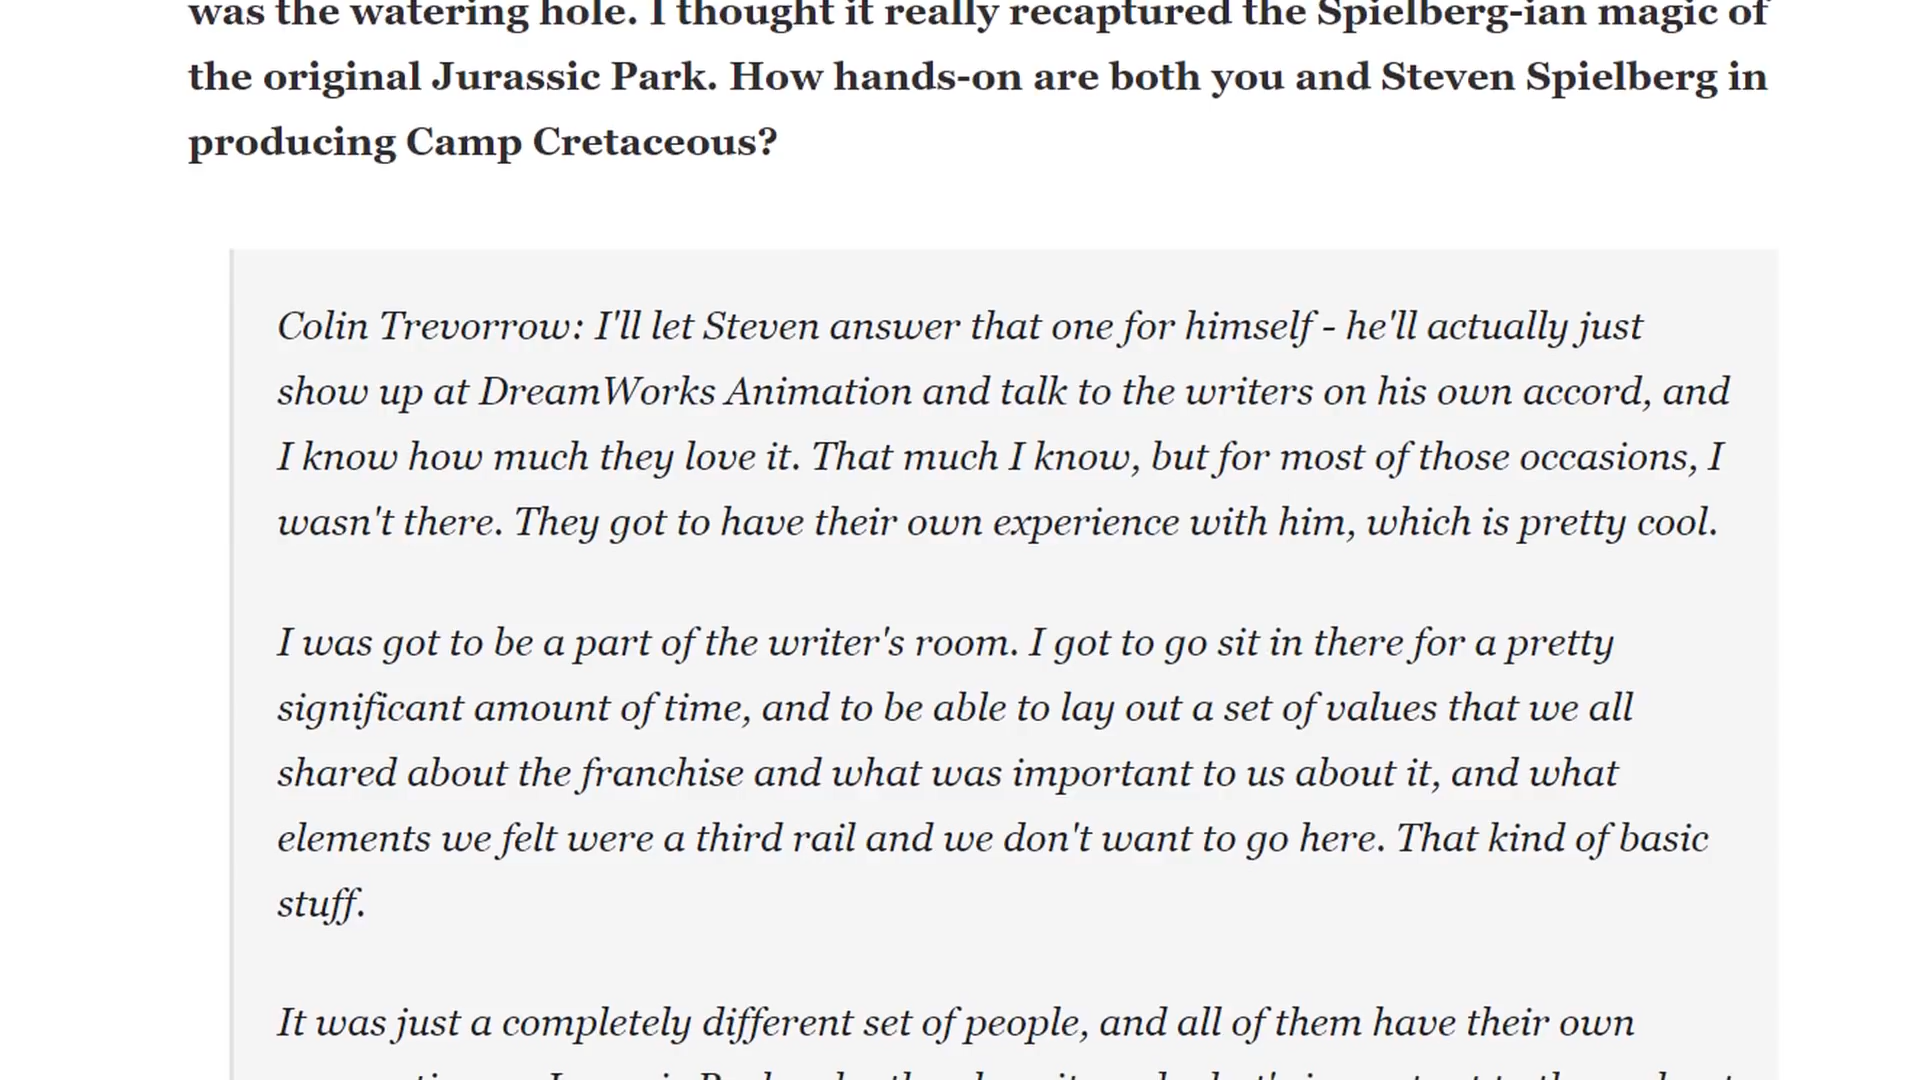 was the watering hole. I thought it really recaptured the Spielberg-ian magic of
the original Jurassic Park. How hands-on are both you and Steven Spielberg in
producing Camp Cretaceous?
Colin Trevorrow: I'll let Steven answer that one for himself - he'll actually just
show up at DreamWorks Animation and talk to the writers on his own accord, and
I know how much they love it. That much I know, but for most of those occasions, I
wasn't there. They got to have their own experience with him, which is pretty cool.
I was got to be a part of the writer's room. I got to go sit in there for a pretty
significant amount of time, and to be able to lay out a set of values that we all
shared about the franchise and what was important to us about it, and what
elements we felt were a third rail and we don't want to go here. That kind of basic
stuff.
It was just a completely different set of people, and all of them have their own